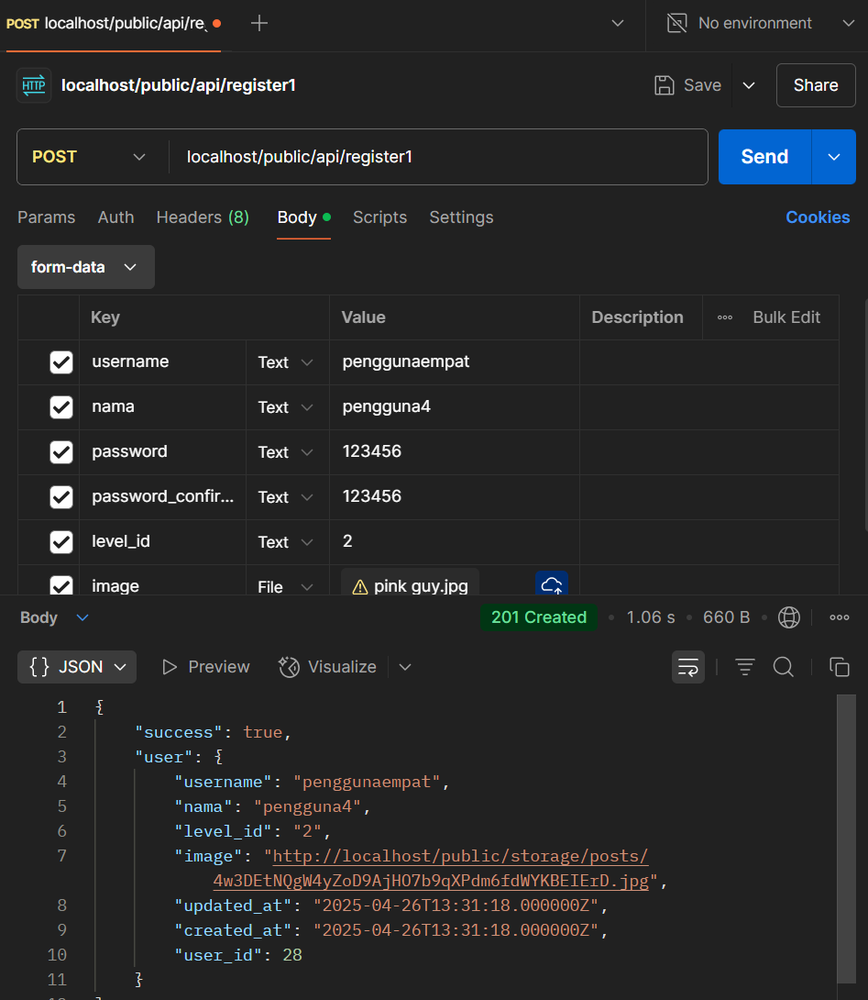 POST localhost/public/api/re
No environment
HTTP localhost/public/api/register1
Save
Share
POST localhost/public/api/register1
Send
Params Auth Headers (8) Body Scripts Settings Cookies
form-data
Key Value Description Bulk Edit
username Text penggunaempat
nama Text pengguna4
password Text 123456
password_confir... Text 123456
level_id Text 2
image File pink guy.jpg
Body 201 Created 1.06 s 660 B
{} JSON Preview Visualize
1 {
2 "success": true,
3 "user": {
4 "username": "penggunaempat",
5 "nama": "pengguna4",
6 "level_id": "2",
7 "image": "http://localhost/public/storage/posts/
4w3DEtNQgW4yZoD9AjHO7b9qXPdm6fdWYKBEIErD.jpg",
8 "updated_at": "2025-04-26T13:31:18.000000Z",
9 "created_at": "2025-04-26T13:31:18.000000Z",
10 "user_id": 28
11 }